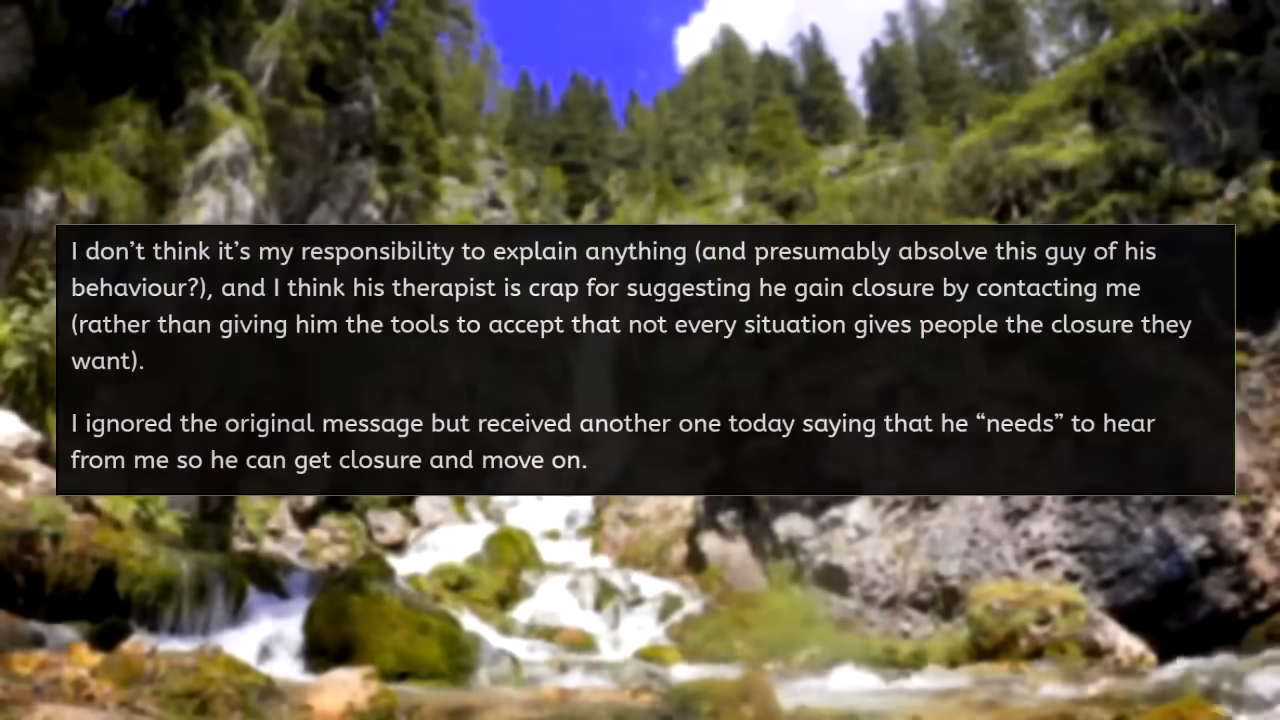 I don’t think it’s my responsibility to explain anything (and presumably absolve this guy of his
behaviour?), and I think his therapist is crap for suggesting he gain closure by contacting me
(rather than giving him the tools to accept that not every situation gives people the closure they
want).
I ignored the original message but received another one today saying that he “needs” to hear
from me so he can get closure and move on.